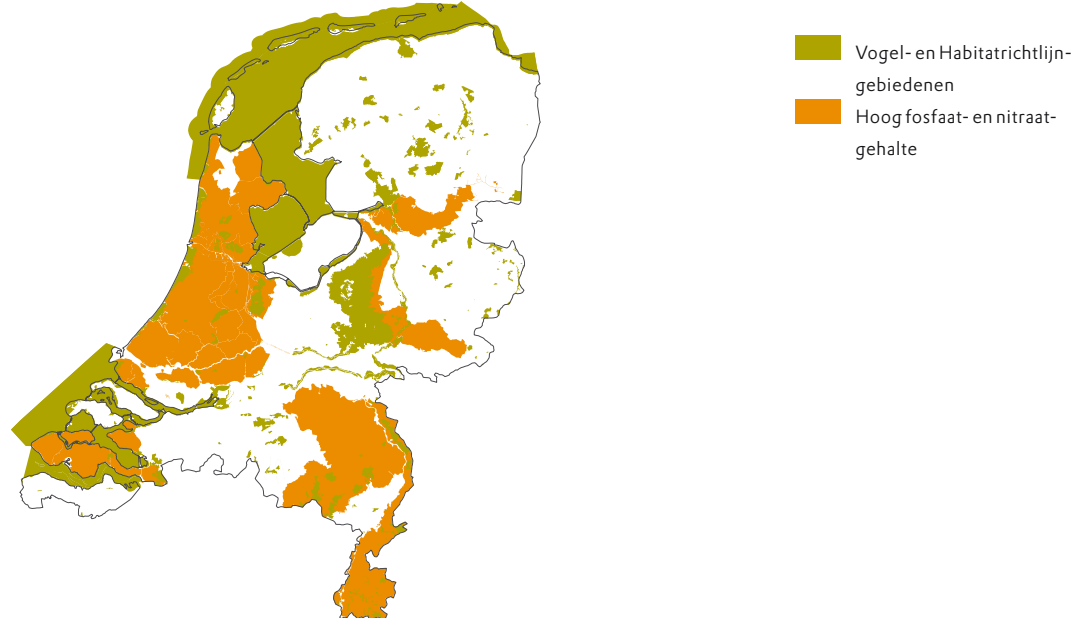 Vogel- en Habitatrichtlijn-
gebiedenen
Hoog fosfaat- en nitraat-
gehalte